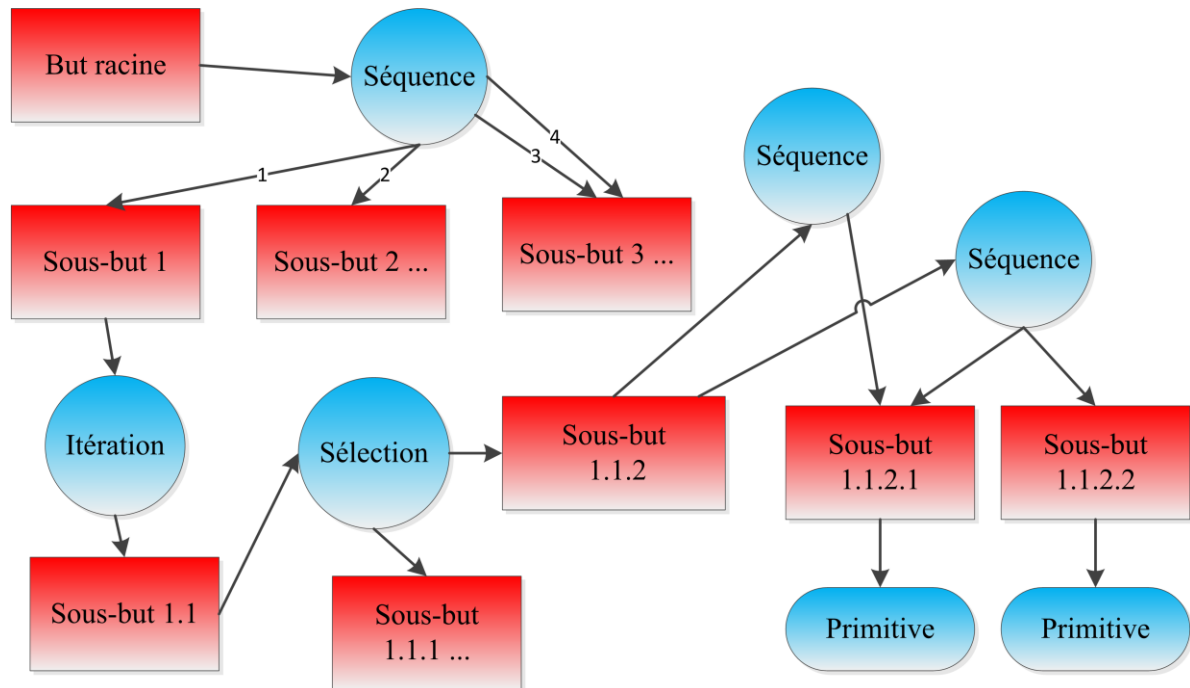 But racine
Séquence
1
2
3
4
Séquence
Séquence
Sous-but 1
Sous-but 2 ...
Sous-but 3 ...
Itération
Sélection
Sous-but
1.1.2
Sous-but
1.1.2.1
Sous-but
1.1.2.2
Sous-but 1.1
Sous-but
1.1.1 ...
Primitive
Primitive